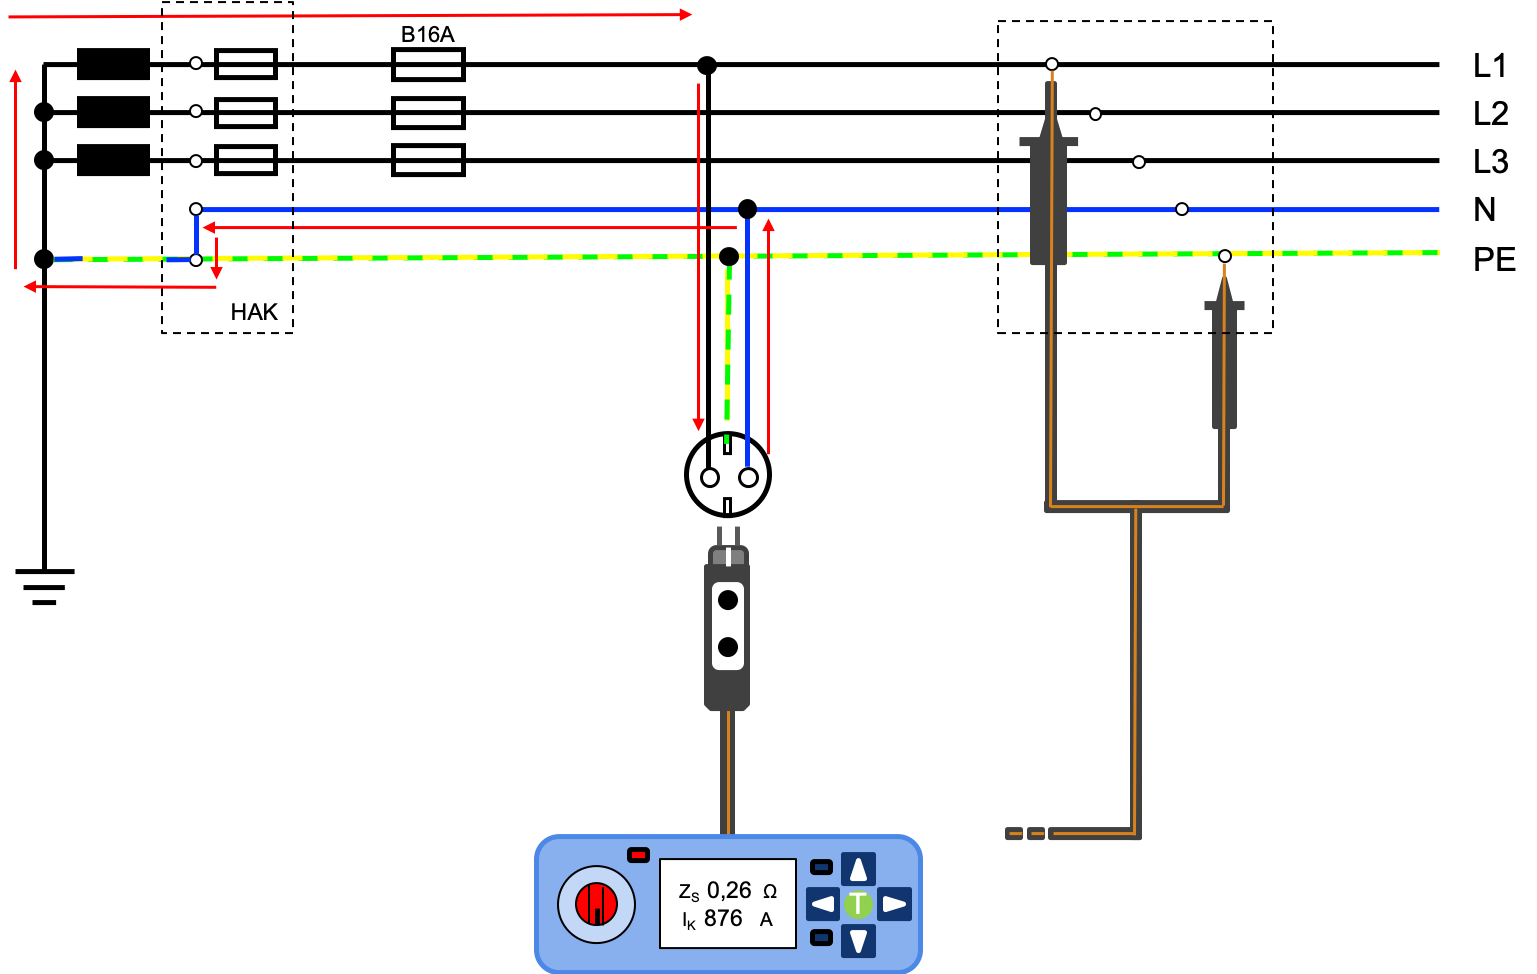 B16A
L1
L2
L3
N
PE
HAK
Zs 0,26 Ω
IK 876 A
T